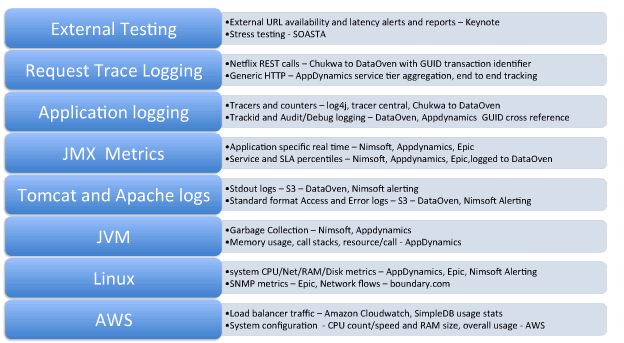 External Testing
•External URL availability and latency alerts and reports – Keynote
•Stress testing - SOASTA
Request Trace Logging
•Netflix REST calls – Chukwa to DataOven with GUID transaction identifier
•Generic HTTP – AppDynamics service tier aggregation, end to end tracking
Application logging
•Tracers and counters – log4j, tracer central, Chukwa to DataOven
•Trackid and Audit/Debug logging – DataOven, Appdynamics GUID cross reference
JMX Metrics
•Application specific real time – Nimsoft, Appdynamics, Epic
•Service and SLA percentiles – Nimsoft, Appdynamics, Epic,logged to DataOven
Tomcat and Apache logs
•Stdout logs – S3 – DataOven, Nimsoft alerting
•Standard format Access and Error logs – S3 – DataOven, Nimsoft Alerting
JVM
•Garbage Collection – Nimsoft, Appdynamics
•Memory usage, call stacks, resource/call - AppDynamics
Linux
•system CPU/Net/RAM/Disk metrics – AppDynamics, Epic, Nimsoft Alerting
•SNMP metrics – Epic, Network flows – boundary.com
AWS
•Load balancer traffic – Amazon Cloudwatch, SimpleDB usage stats
•System configuration - CPU count/speed and RAM size, overall usage - AWS